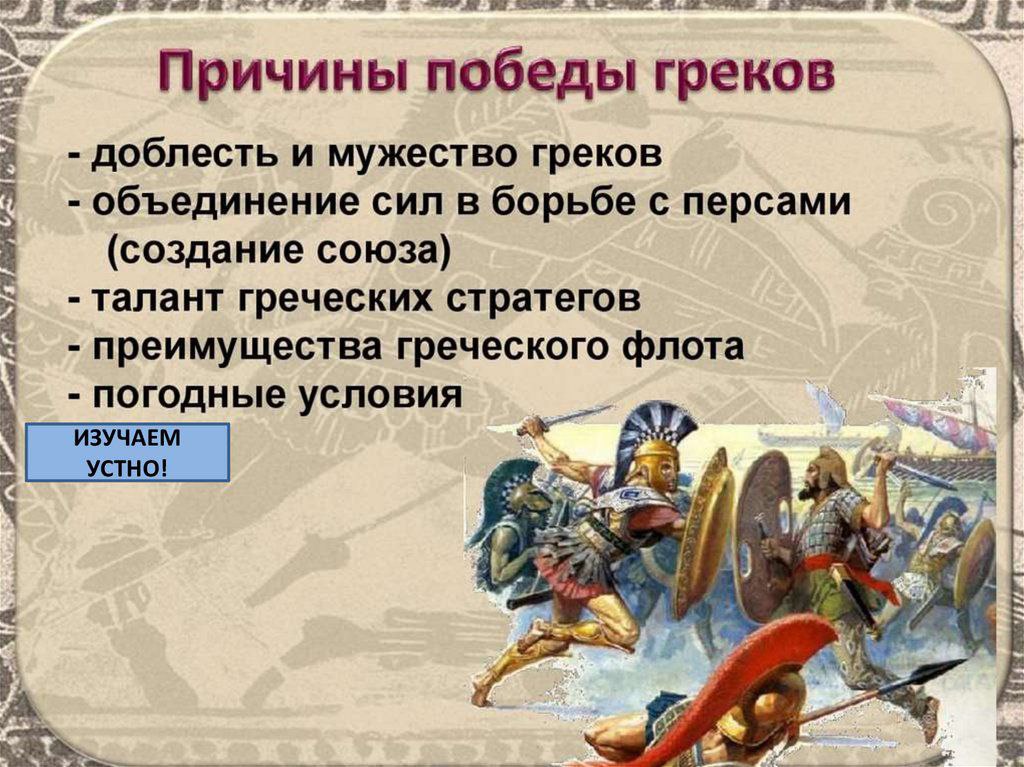 Причины победы греков
- доблесть и мужество греков
- объединение сил в борьбе с персами
(создание союза)
- талант греческих стратегов
- преимущества греческого флота
- погодные условия
ИЗУЧАЕМ
УСТНО!